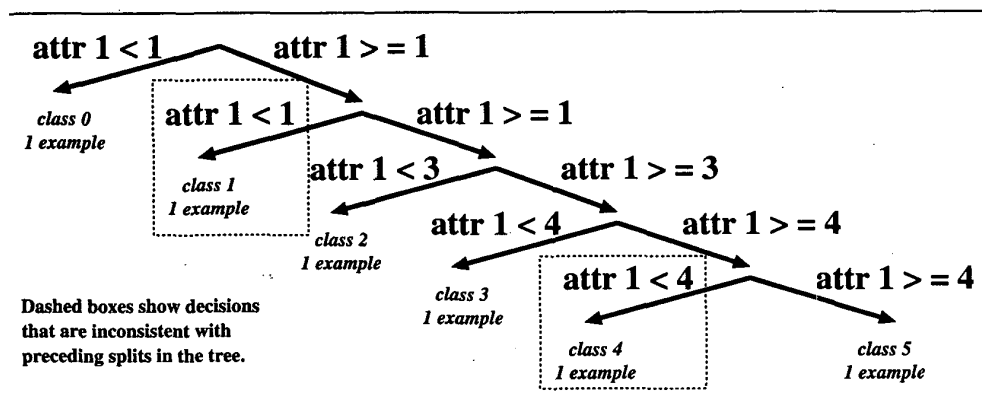 attr 1 < 1
attr 1 > = 1
class 0
1 example
attr 1 < 1
attr 1 > = 1
class 1
1 example
attr 1 < 3
attr 1 > = 3
class 2
1 example
attr 1 < 4
attr 1 > = 4
class 3
1 example
attr 1 < 4
attr 1 > = 4
class 4
1 example
class 5
1 example
Dashed boxes show decisions
that are inconsistent with
preceding splits in the tree.